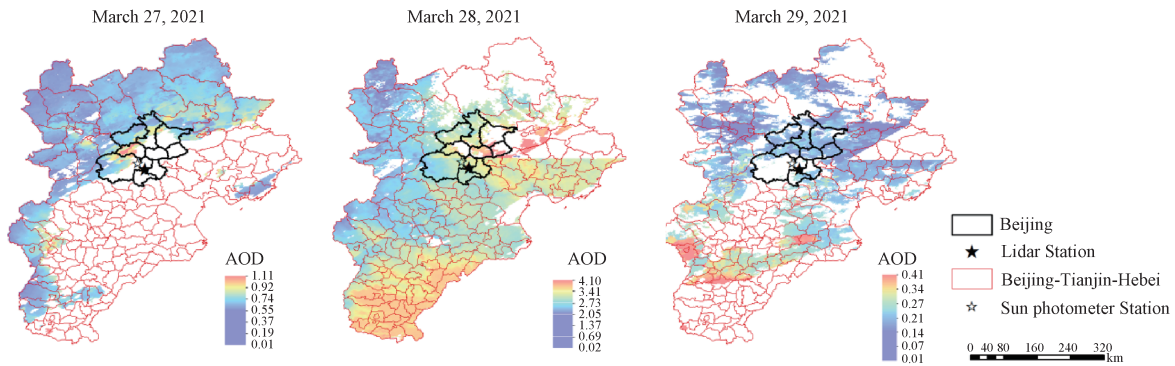 March 27, 2021
March 28, 2021
March 29, 2021
AOD
1.11
0.92
0.74
0.55
0.37
0.19
0.01
AOD
4.10
3.41
2.73
2.05
1.37
0.69
0.02
AOD
0.41
0.34
0.27
0.21
0.14
0.07
0.01
Beijing
Lidar Station
Beijing-Tianjin-Hebei
Sun photometer Station
0 40 80 160 240 320
km